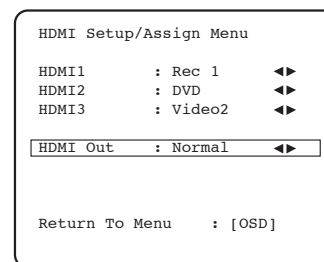 HDMI Setup/Assign Menu
HDMI1 : Rec 1 ◀▶
HDMI2 : DVD ◀▶
HDMI3 : Video2 ◀▶
HDMI Out : Normal ◀▶
Return To Menu : [OSD]